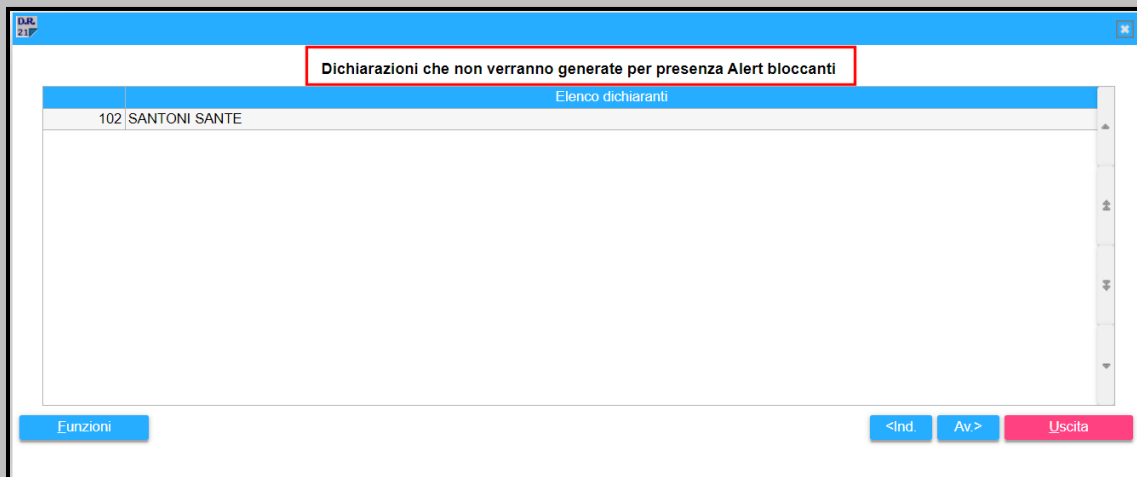 D.R.
21
Dichiarazioni che non verranno generate per presenza Alert bloccanti
Elenco dichiaranti
102 SANTONI SANTE
Funzioni
<Ind.
Av.>
Uscita